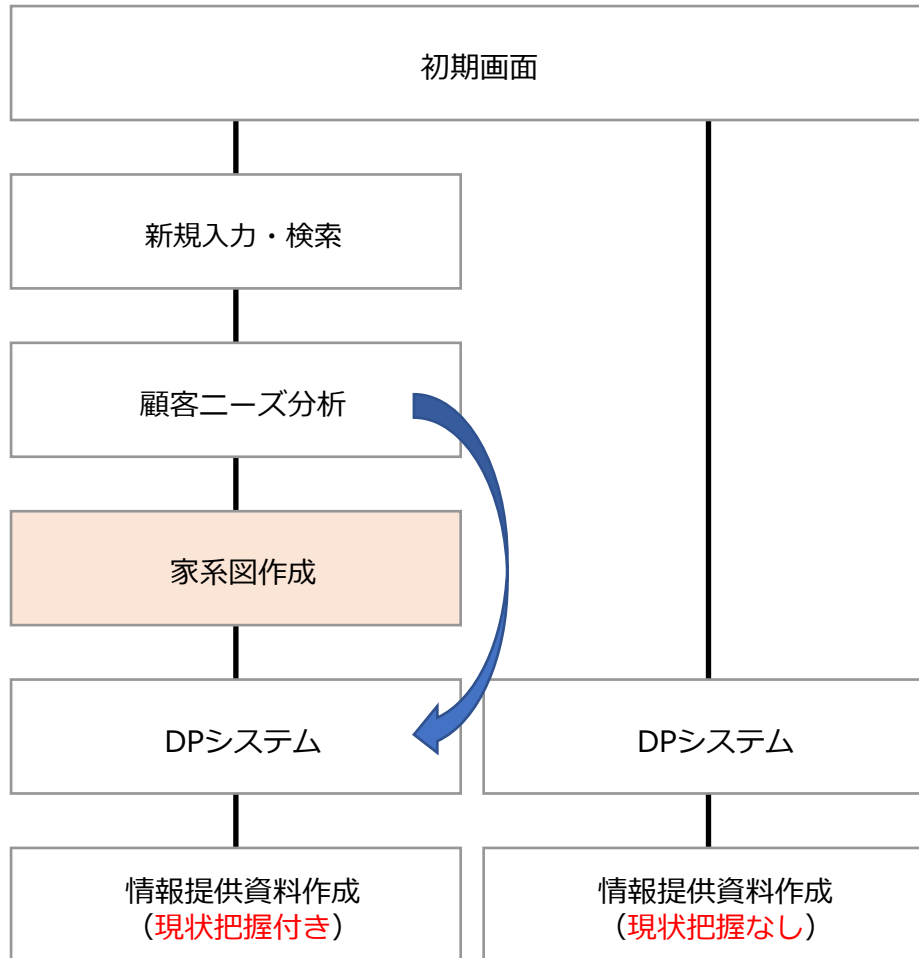 初期画面
新規入力・検索
顧客ニーズ分析
家系図作成
DPシステム
DPシステム
情報提供資料作成
（現状把握付き）
情報提供資料作成
（現状把握なし）